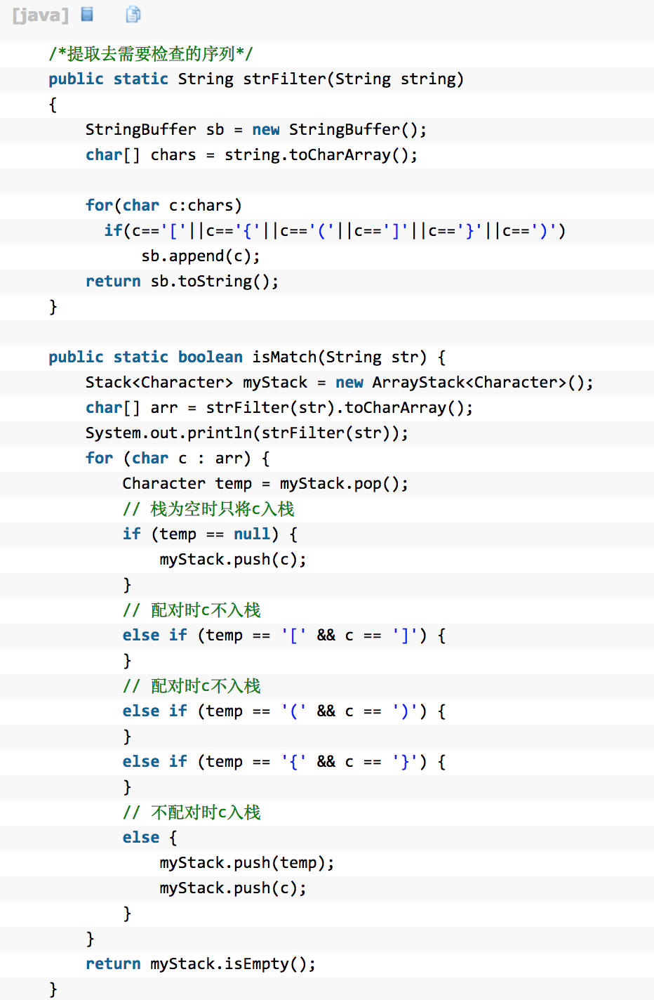 [java]
/*提取去需要检查的序列*/
public static String strFilter(String string)
{
    StringBuffer sb = new StringBuffer();
    char[] chars = string.toCharArray();
    for(char c:chars)
      if(c=='['||c=='{'||c=='('||c==']'||c=='}'||c==')')
          sb.append(c);
    return sb.toString();
}
public static boolean isMatch(String str) {
    Stack<Character> myStack = new ArrayStack<Character>();
    char[] arr = strFilter(str).toCharArray();
    System.out.println(strFilter(str));
    for (char c : arr) {
        Character temp = myStack.pop();
        // 栈为空时只将c入栈
        if (temp == null) {
            myStack.push(c);
        }
        // 配对时c不入栈
        else if (temp == '[' && c == ']') {
        }
        // 配对时c不入栈
        else if (temp == '(' && c == ')') {
        }
        else if (temp == '{' && c == '}') {
        }
        // 不配对时c入栈
        else {
            myStack.push(temp);
            myStack.push(c);
        }
    }
    return myStack.isEmpty();
}